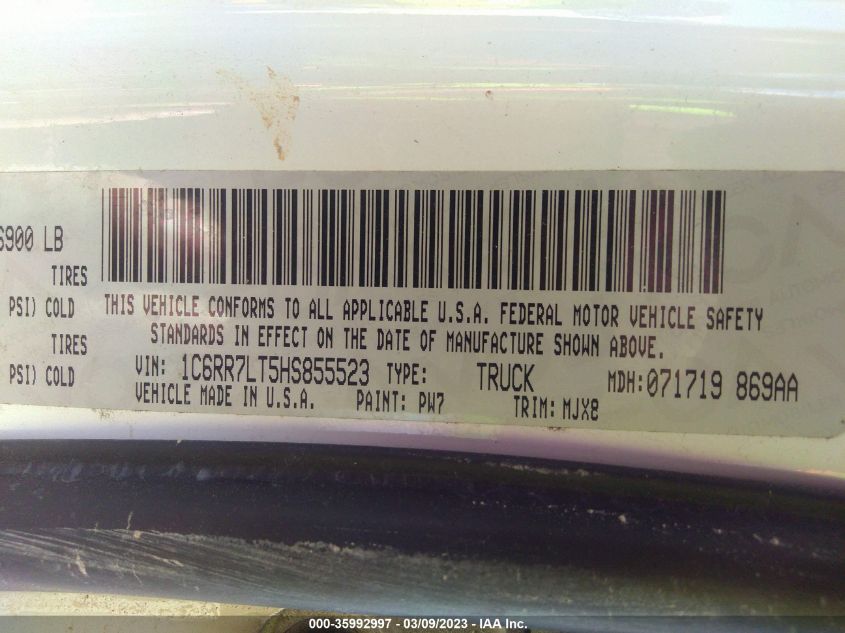 6900 LB
TIRES
PSI) COLD
TIRES
PSI) COLD
THIS VEHICLE CONFORMS TO ALL APPLICABLE U.S.A. FEDERAL MOTOR VEHICLE SAFETY
STANDARDS IN EFFECT ON THE DATE OF MANUFACTURE SHOWN ABOVE.
VIN: 1C6RR7LT5HS855523 TYPE: TRUCK MDH:071719 869AA
VEHICLE MADE IN U.S.A. PAINT: PW7 TRIM: MJX8
000-35992997 - 03/09/2023 - IAA Inc.